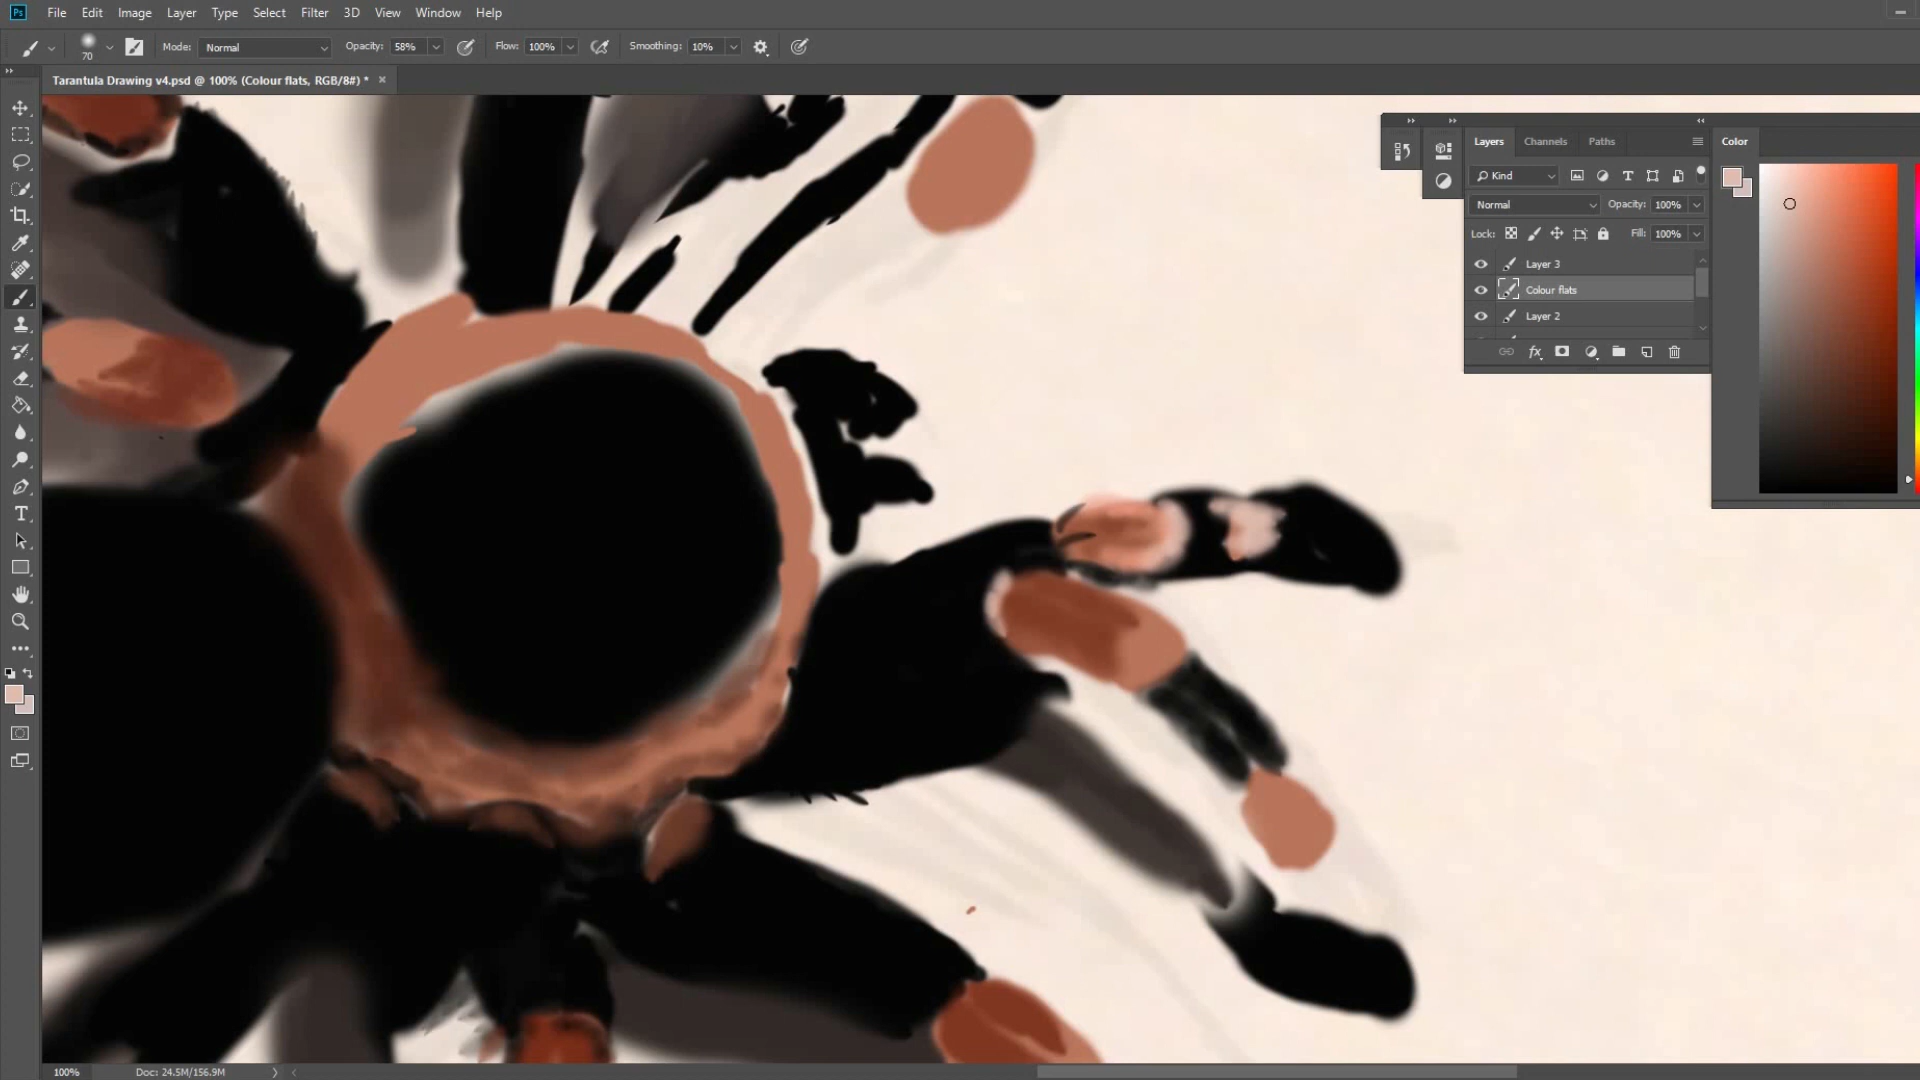 Ps File Edit Image Layer Type Select Filter 3D View Window Help
70 Mode: Normal Opacity: 58% Flow: 100% Smoothing: 10%
Tarantula Drawing v4.psd @ 100% (Colour flats, RGB/8#) *
Layers Channels Paths Color
Kind
Normal Opacity: 100%
Lock: Fill: 100%
Layer 3
Colour flats
Layer 2
fx
100% Doc: 24.5M/156.9M